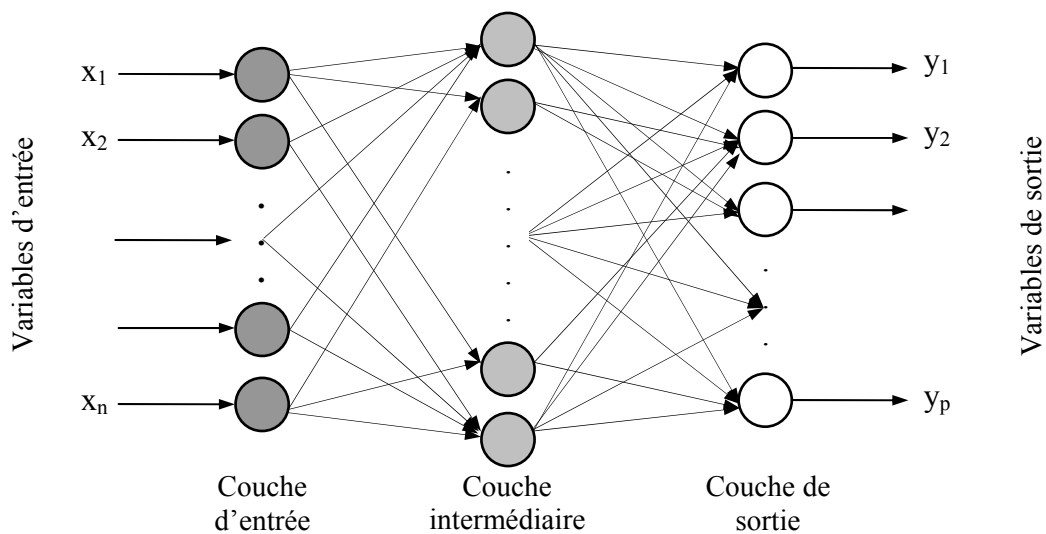 Variables d'entrée
x1
x2
xn
y1
y2
yp
Variables de sortie
Couche
d'entrée
Couche
intermédiaire
Couche de
sortie